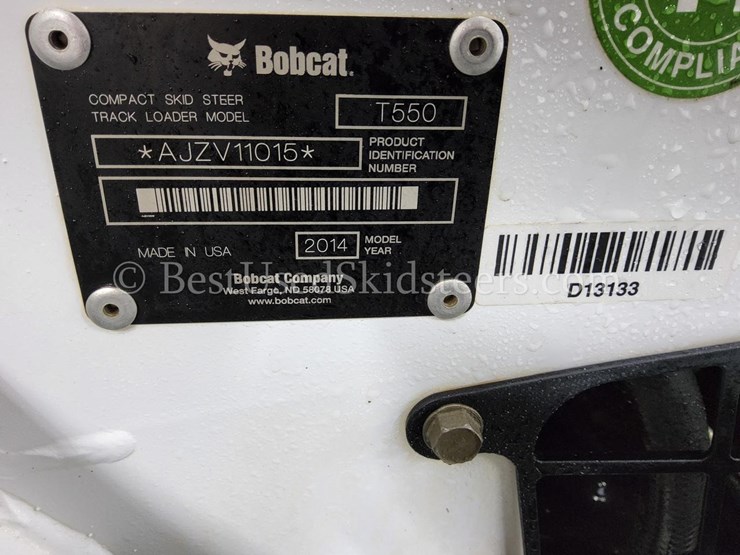 Bobcat.
COMPACT SKID STEER
TRACK LOADER MODEL
T550
*AJZV11015*
PRODUCT
IDENTIFICATION
NUMBER
MADE IN USA
2014
MODEL
YEAR
Bobcat Company
West Fargo, ND 58078 USA
www.bobcat.com
D13133
© BestUsedSkidsteers.com